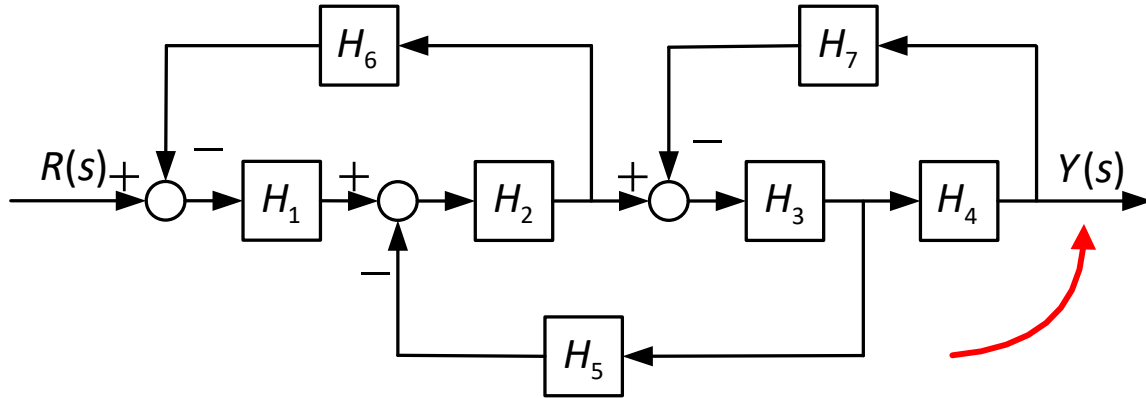 H₆
H₇
−
−
R(s)
+
+
+
Y(s)
H₁
H₂
H₃
H₄
−
H₅